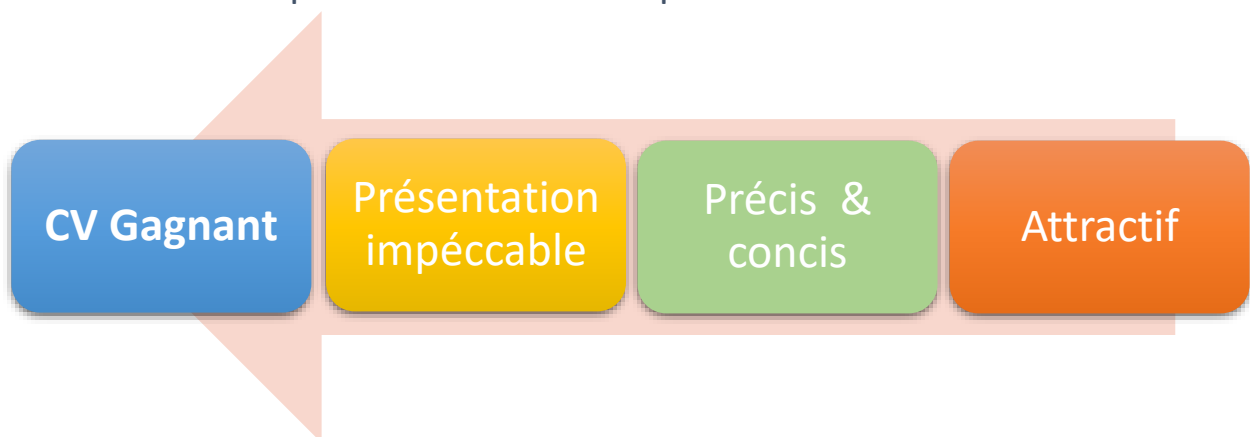 CV Gagnant
Présentation
impéccable
Précis &
concis
Attractif